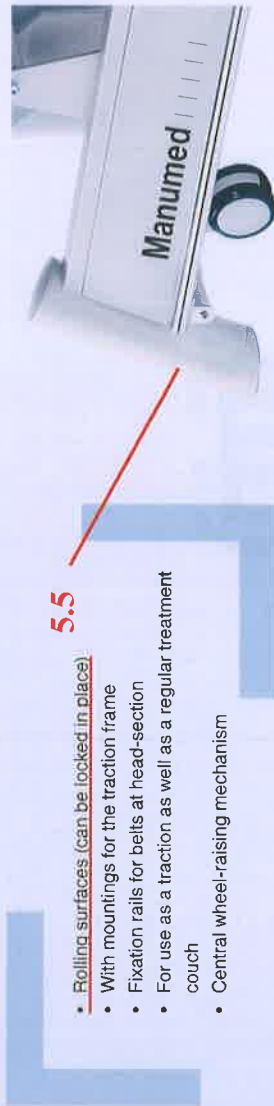 • Rolling surfaces (can be locked in place)
5.5
• With mountings for the traction frame
• Fixation rails for belts at head-section
• For use as a traction as well as a regular treatment
couch
• Central wheel-raising mechanism
Manumed